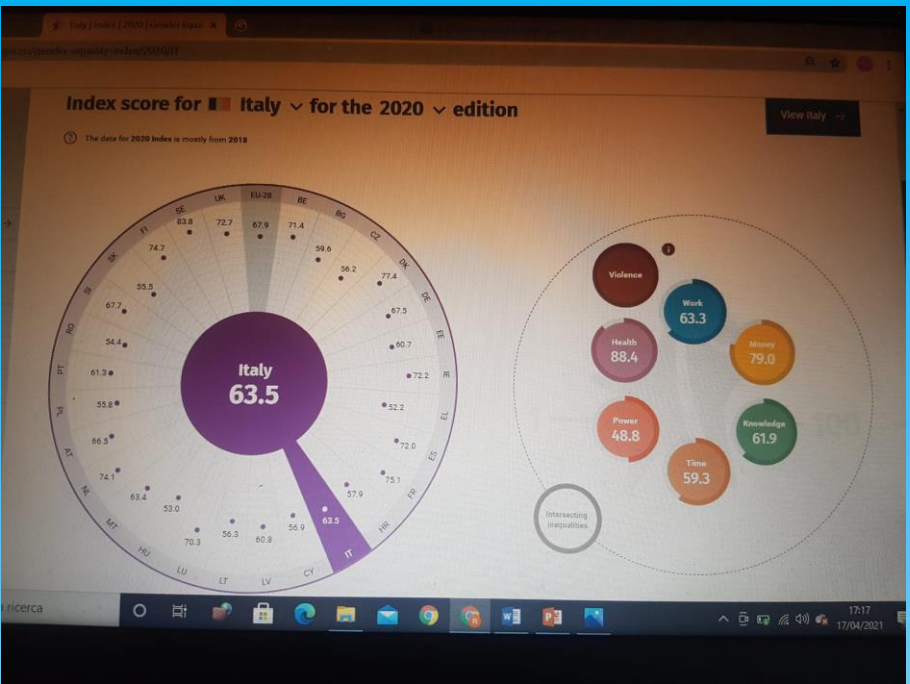 Italy | Index | 2020 | Gender Equa
Index score for Italy for the 2020 edition
View Italy →
The data for 2020 Index is mostly from 2018
EU-28
67.9
BE
71.4
BG
59.6
CZ
56.2
DK
77.4
DE
67.5
EE
60.7
IE
72.2
EL
52.2
ES
72.0
FR
75.1
HR
57.9
IT
63.5
CY
56.9
LV
60.8
LT
56.3
LU
70.3
HU
53.0
MT
63.4
NL
74.1
AT
66.5
PL
55.8
PT
61.3
RO
54.4
SI
67.7
SK
55.5
FI
74.7
SE
83.8
UK
72.7
Italy
63.5
Violence
i
Work
63.3
Health
88.4
Money
79.0
Power
48.8
Knowledge
61.9
Time
59.3
Intersecting
inequalities
ricerca
17:17
17/04/2021